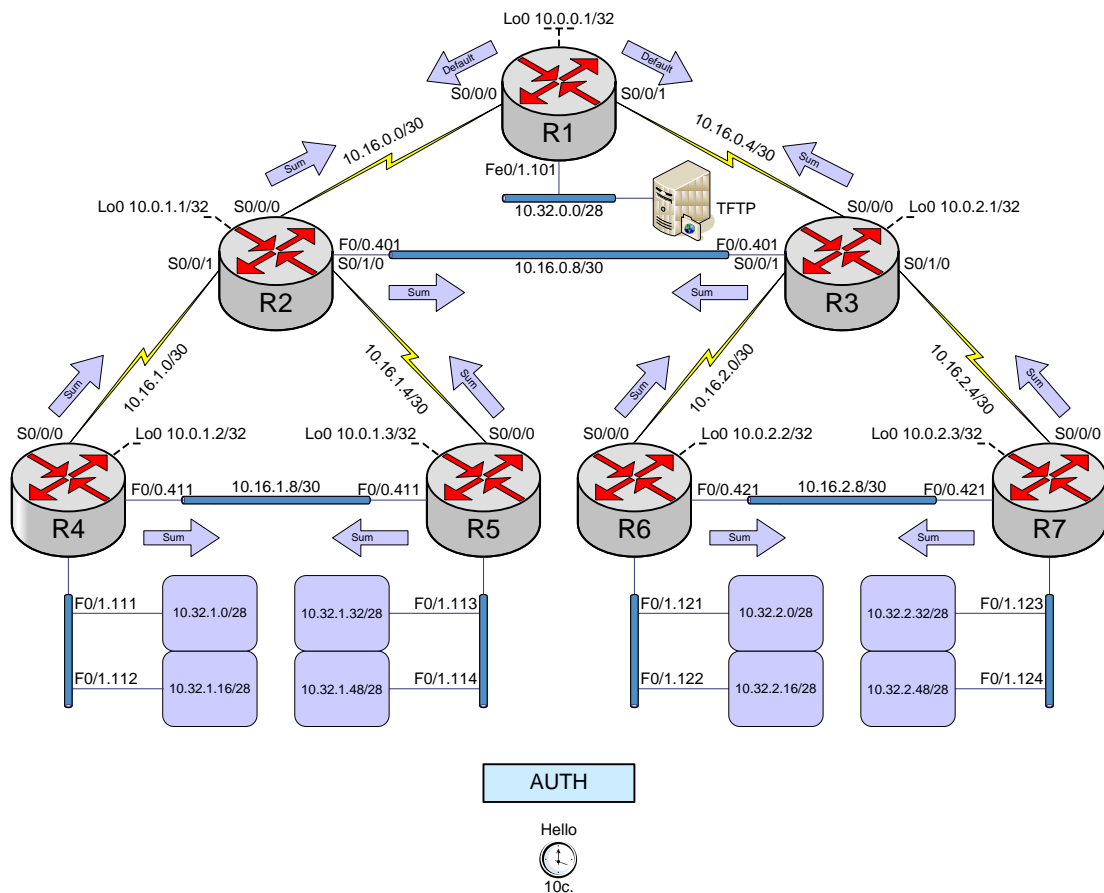 Lo0 10.0.0.1/32
Default
Default
S0/0/0
S0/0/1
R1
10.16.0.0/30
10.16.0.4/30
Sum
Sum
Fe0/1.101
10.32.0.0/28
TFTP
Lo0 10.0.1.1/32
S0/0/0
S0/0/0
Lo0 10.0.2.1/32
F0/0.401
F0/0.401
10.16.0.8/30
S0/0/1
S0/1/0
S0/0/1
S0/1/0
R2
R3
Sum
Sum
10.16.1.0/30
10.16.1.4/30
10.16.2.0/30
10.16.2.4/30
Sum
Sum
Sum
Sum
S0/0/0
S0/0/0
S0/0/0
S0/0/0
Lo0 10.0.1.2/32
Lo0 10.0.1.3/32
Lo0 10.0.2.2/32
Lo0 10.0.2.3/32
F0/0.411
10.16.1.8/30
F0/0.411
F0/0.421
10.16.2.8/30
F0/0.421
R4
R5
R6
R7
Sum
Sum
Sum
Sum
F0/1.111
10.32.1.0/28
10.32.1.32/28
F0/1.113
F0/1.121
10.32.2.0/28
10.32.2.32/28
F0/1.123
F0/1.112
10.32.1.16/28
10.32.1.48/28
F0/1.114
F0/1.122
10.32.2.16/28
10.32.2.48/28
F0/1.124
AUTH
Hello
10с.